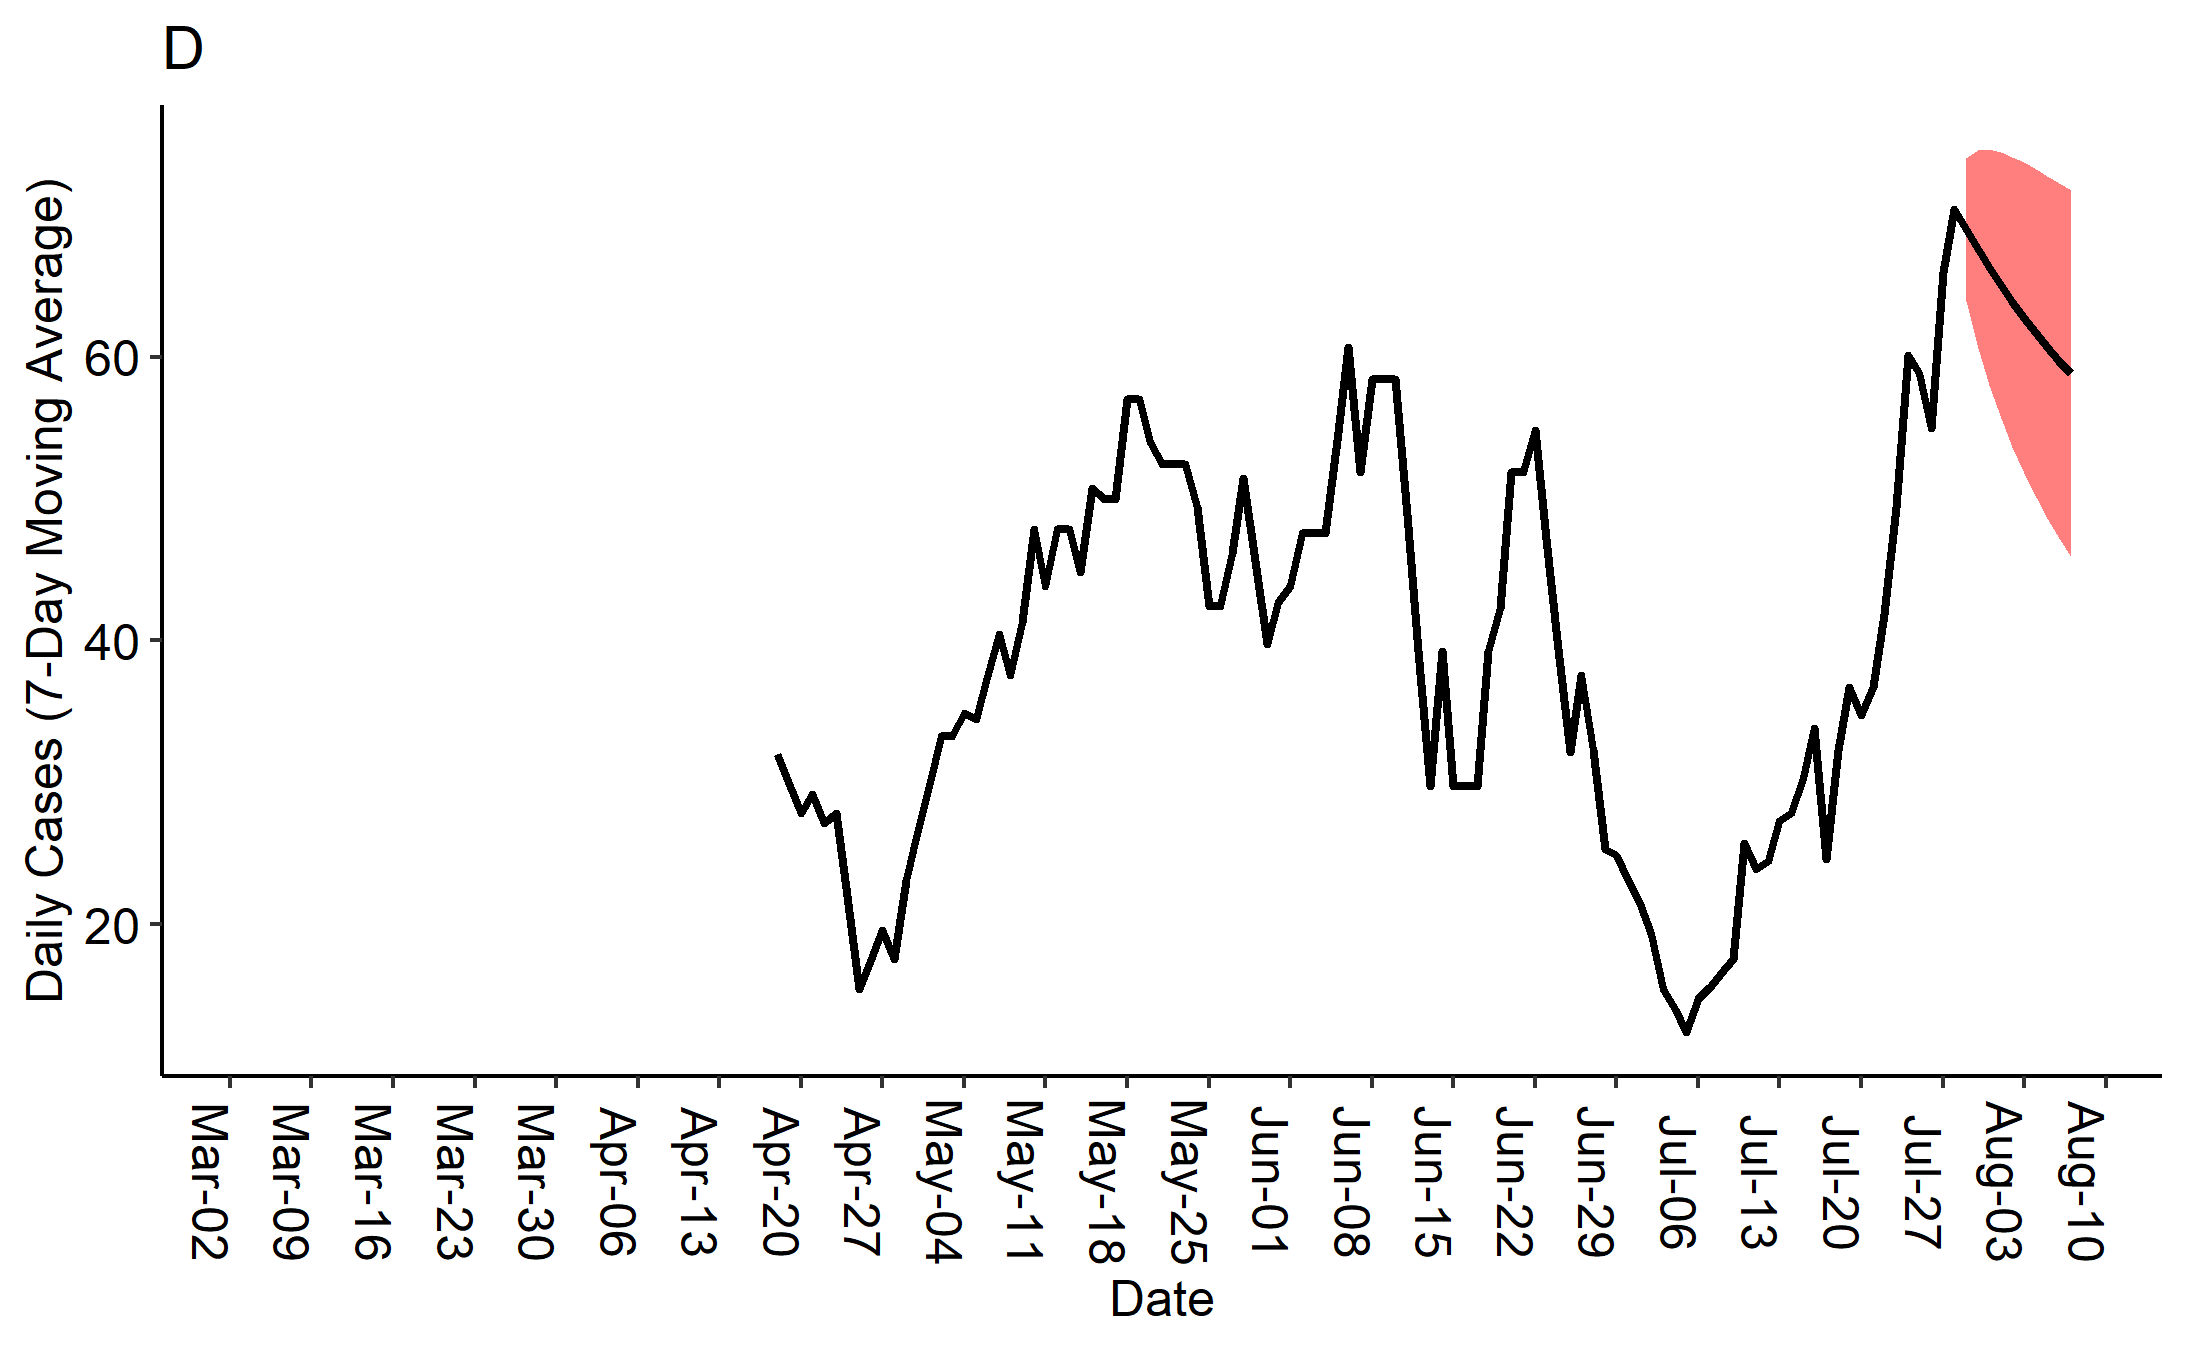 D
Daily Cases (7-Day Moving Average)
60
40
20
Mar-02
Mar-09
Mar-16
Mar-23
Mar-30
Apr-06
Apr-13
Apr-20
Apr-27
May-04
May-11
May-18
May-25
Jun-01
Jun-08
Jun-15
Jun-22
Jun-29
Jul-06
Jul-13
Jul-20
Jul-27
Aug-03
Aug-10
Date